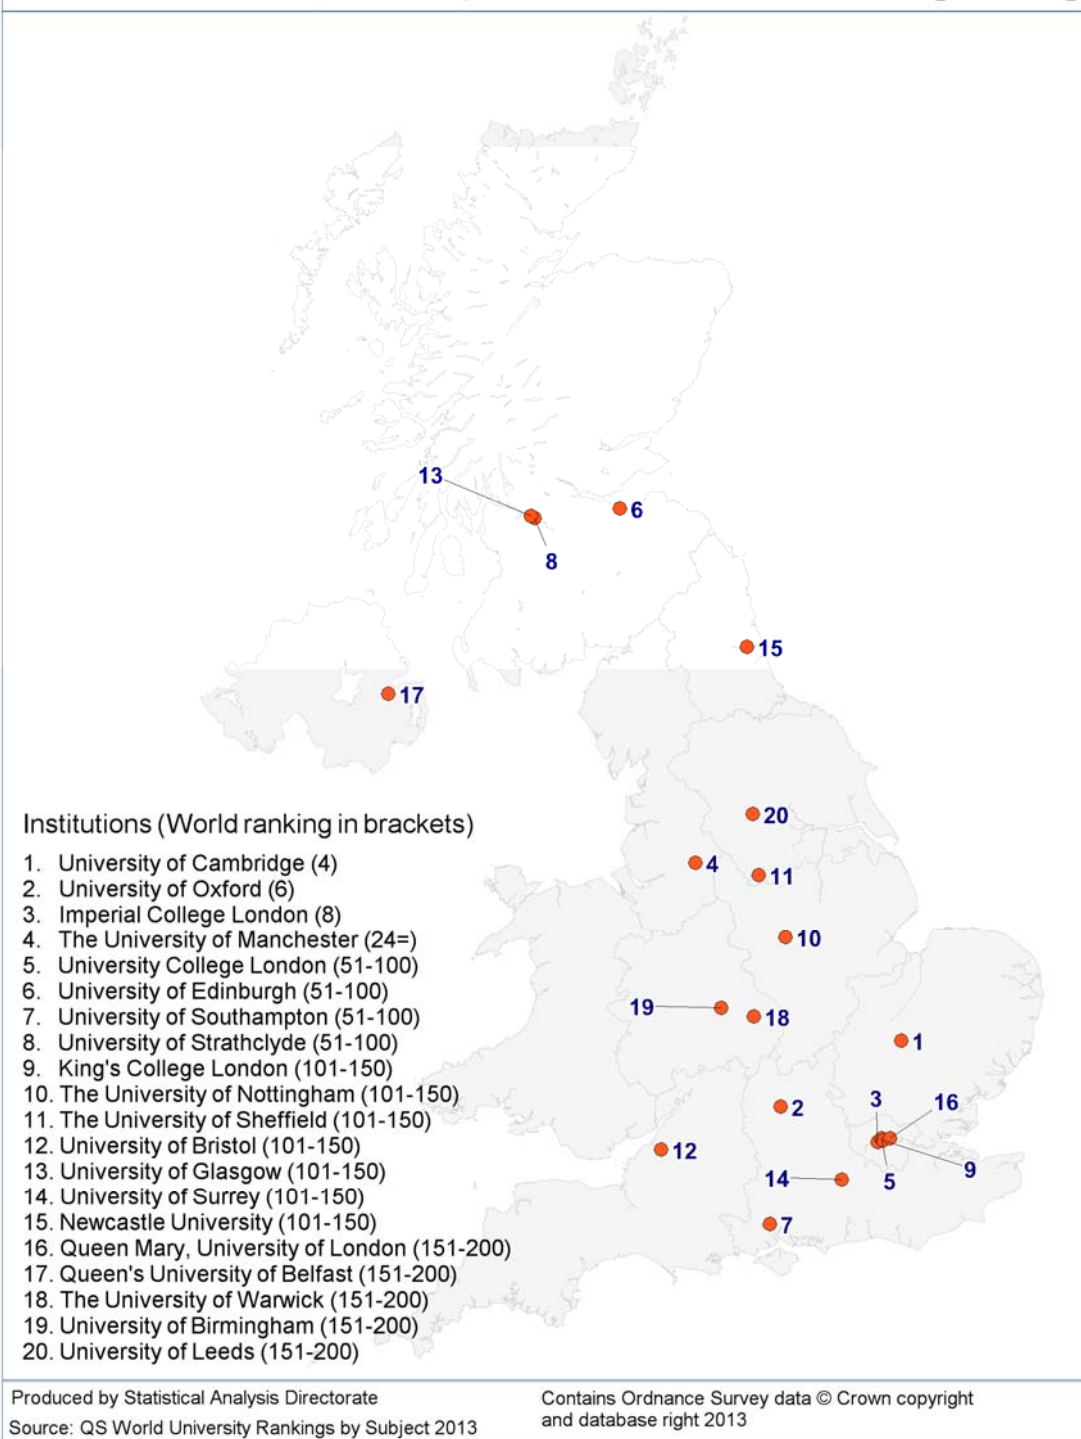 13
6
8
15
17
Institutions (World ranking in brackets)
1. University of Cambridge (4)
2. University of Oxford (6)
3. Imperial College London (8)
4. The University of Manchester (24=)
5. University College London (51-100)
6. University of Edinburgh (51-100)
7. University of Southampton (51-100)
8. University of Strathclyde (51-100)
9. King's College London (101-150)
10. The University of Nottingham (101-150)
11. The University of Sheffield (101-150)
12. University of Bristol (101-150)
13. University of Glasgow (101-150)
14. University of Surrey (101-150)
15. Newcastle University (101-150)
16. Queen Mary, University of London (151-200)
17. Queen's University of Belfast (151-200)
18. The University of Warwick (151-200)
19. University of Birmingham (151-200)
20. University of Leeds (151-200)
20
4
11
10
19
18
1
3
16
2
12
14
5
9
7
Produced by Statistical Analysis Directorate
Source: QS World University Rankings by Subject 2013
Contains Ordnance Survey data © Crown copyright
and database right 2013